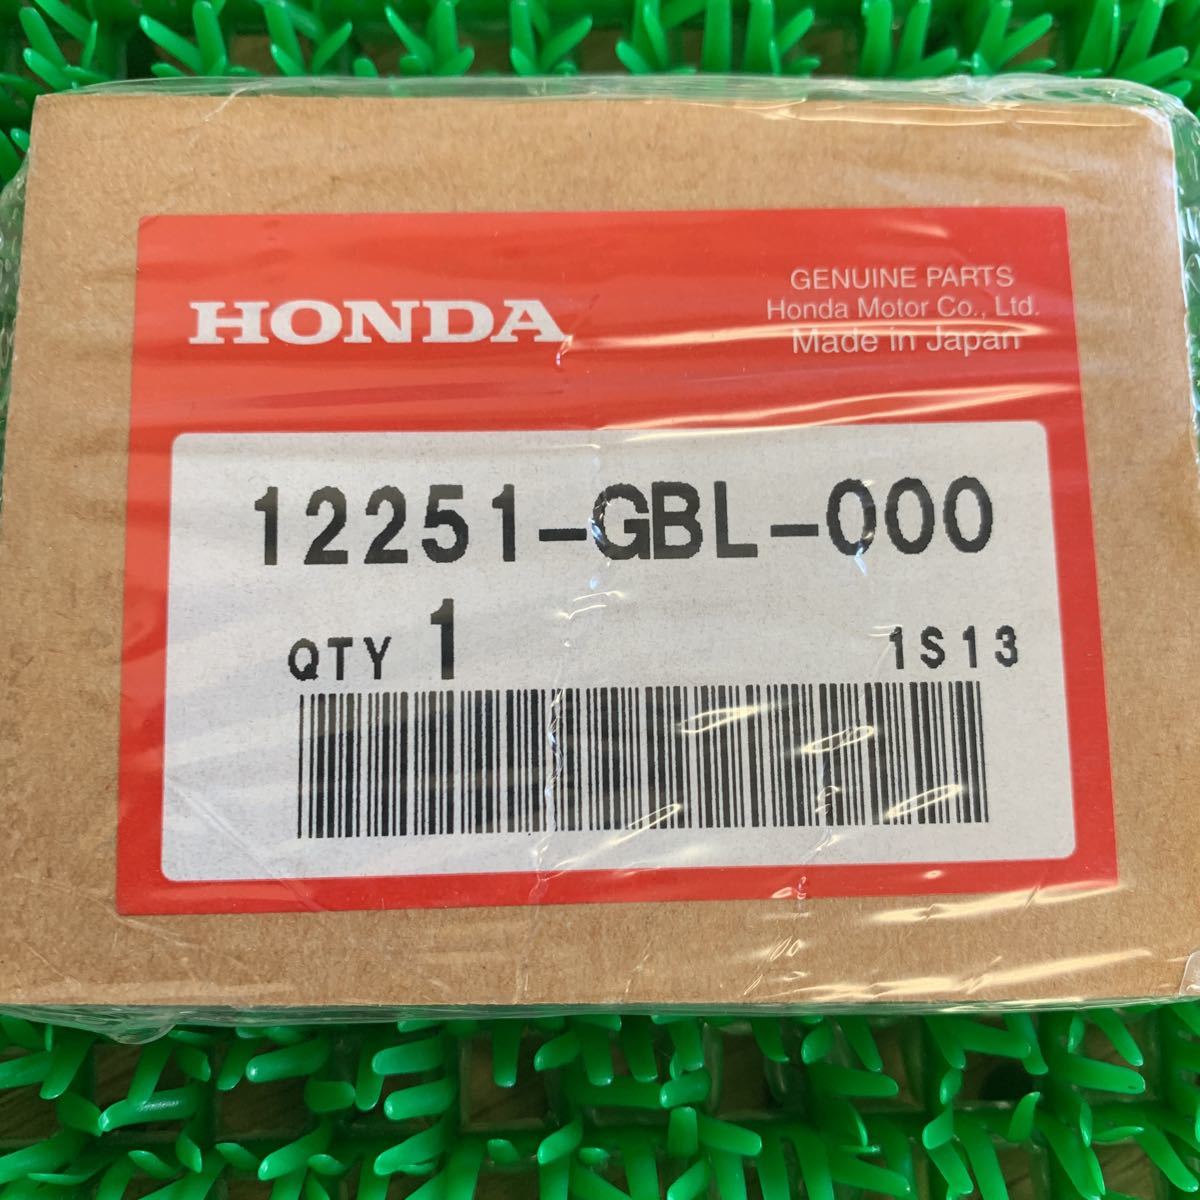 HONDA
GENUINE PARTS
Honda Motor Co., Ltd.
Made in Japan
12251-GBL-000
QTY 1
1S13